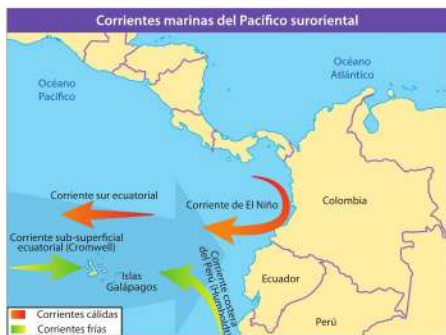 Corrientes marinas del Pacífico suroriental
Océano
Pacífico
Océano
Atlántico
Corriente sur ecuatorial
Corriente de El Niño
Colombia
Corriente sub-superficial
ecuatorial (Cromwell)
Islas
Galápagos
Corriente costera
del Perú (Humboldt)
Ecuador
Perú
Corrientes cálidas
Corrientes frías